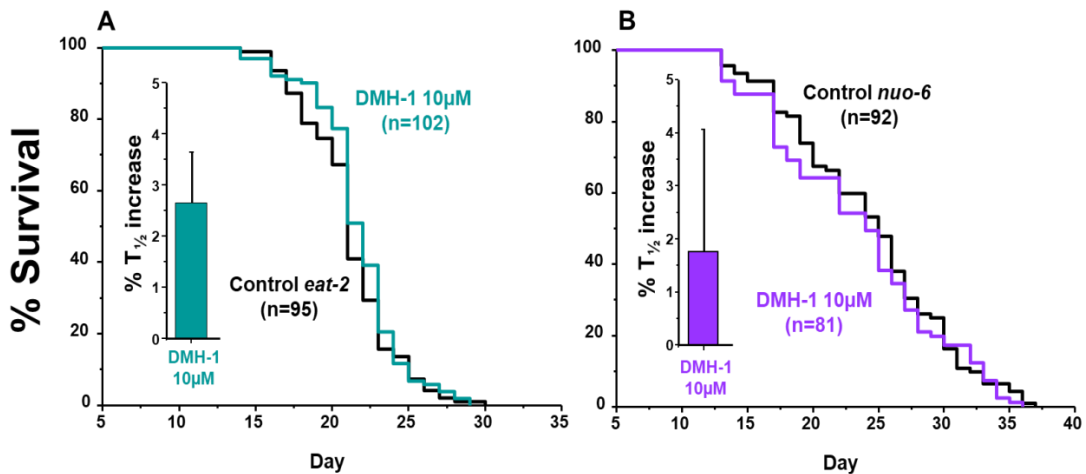 A
B
% Survival
100
80
60
40
20
0
5
10
15
20
25
30
35
Day
5
4
3
2
1
0
% T½ increase
DMH-1
10µM
DMH-1 10µM
(n=102)
Control eat-2
(n=95)
100
80
60
40
20
0
5
10
15
20
25
30
35
40
Day
5
4
3
2
1
0
% T½ increase
DMH-1
10µM
Control nuo-6
(n=92)
DMH-1 10µM
(n=81)